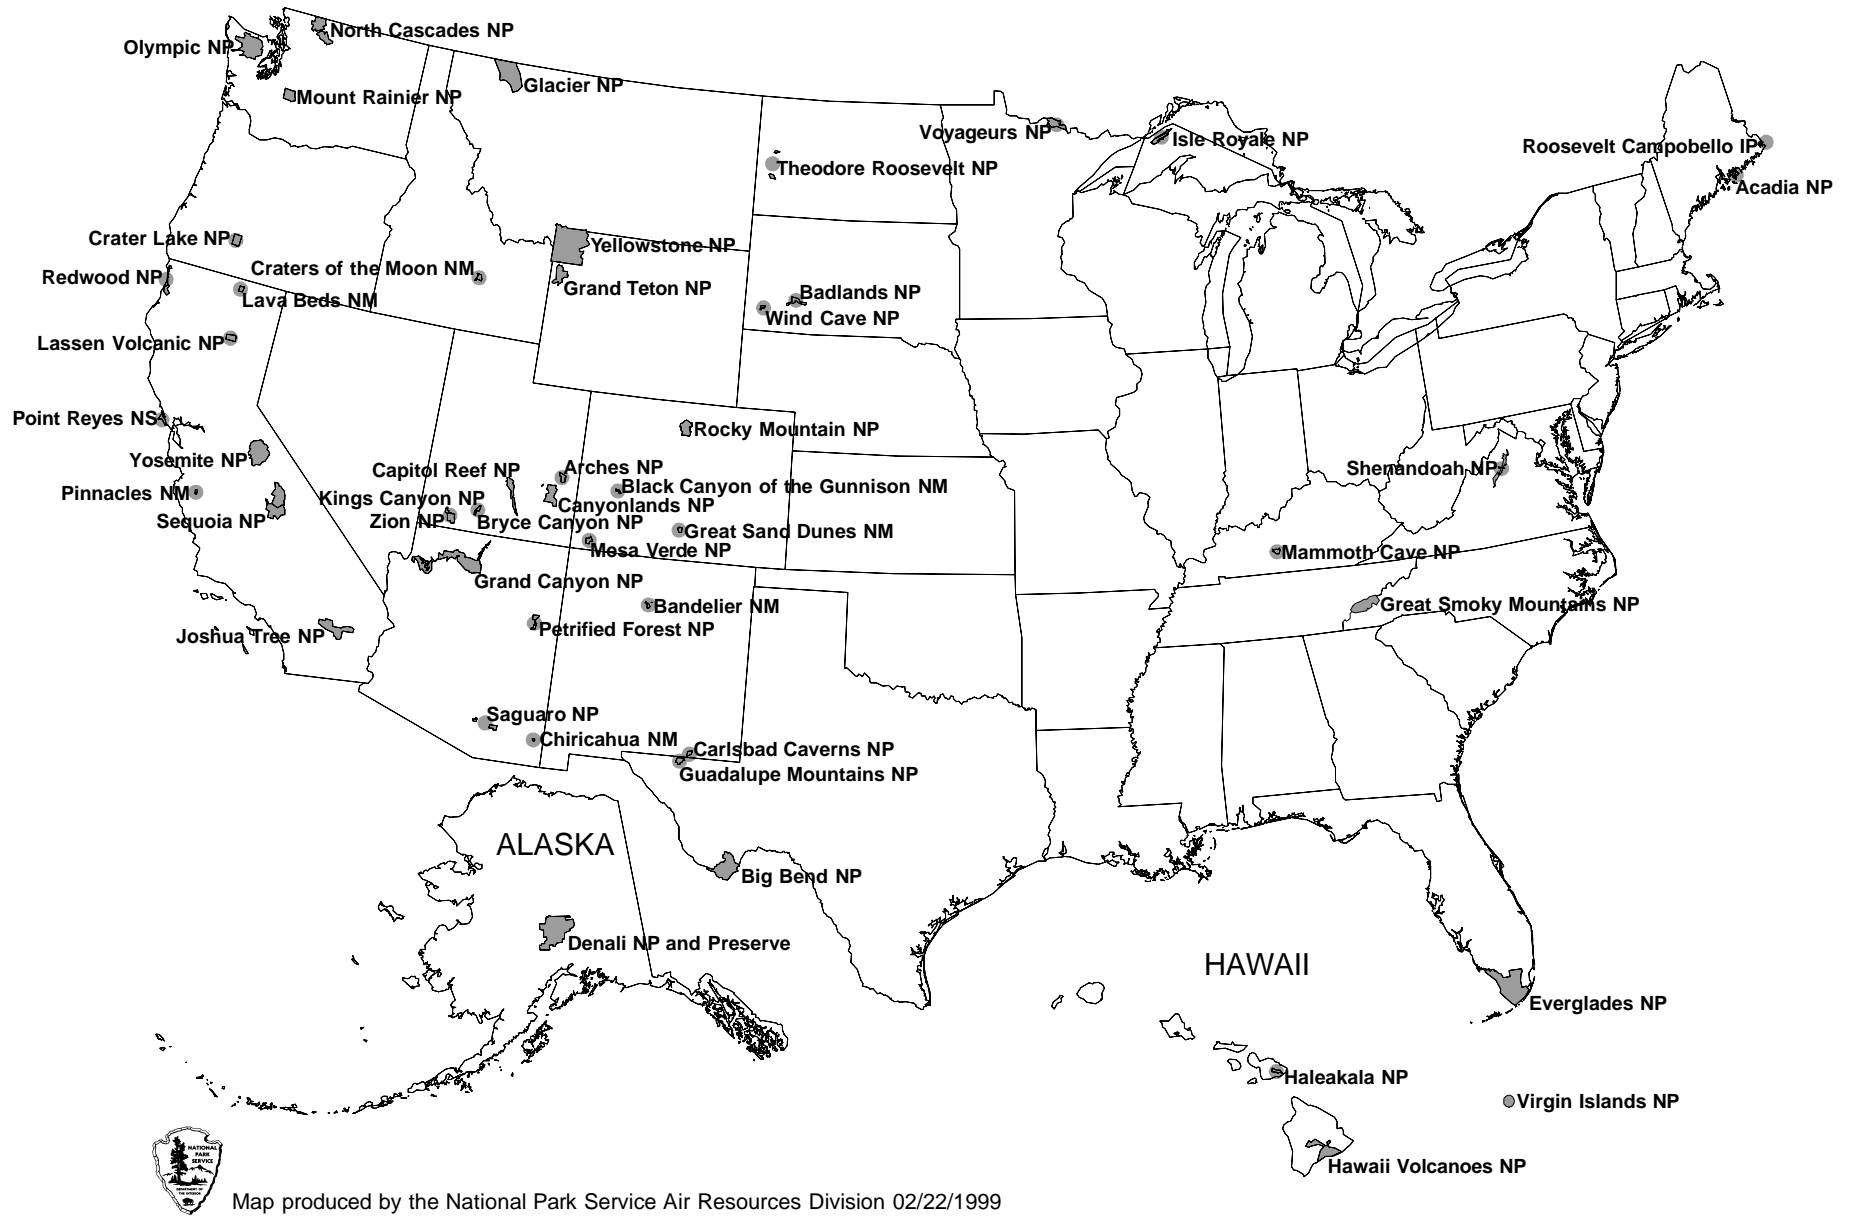 North Cascades NP
Olympic NP
Glacier NP
Mount Rainier NP
Voyageurs NP
Isle Royale NP
Roosevelt Campobello IP
Theodore Roosevelt NP
Acadia NP
Crater Lake NP
Yellowstone NP
Craters of the Moon NM
Redwood NP
Grand Teton NP
Badlands NP
Lava Beds NM
Wind Cave NP
Lassen Volcanic NP
Point Reyes NS
Rocky Mountain NP
Yosemite NP
Capitol Reef NP
Arches NP
Shenandoah NP
Black Canyon of the Gunnison NM
Pinnacles NM
Kings Canyon NP
Canyonlands NP
Sequoia NP
Zion NP
Bryce Canyon NP
Great Sand Dunes NM
Mesa Verde NP
Mammoth Cave NP
Grand Canyon NP
Bandelier NM
Great Smoky Mountains NP
Petrified Forest NP
Joshua Tree NP
Saguaro NP
Chiricahua NM
Carlsbad Caverns NP
Guadalupe Mountains NP
ALASKA
Big Bend NP
Denali NP and Preserve
HAWAII
Everglades NP
Haleakala NP
Virgin Islands NP
Hawaii Volcanoes NP
NATIONAL
PARK
SERVICE
DEPARTMENT OF
THE INTERIOR
Map produced by the National Park Service Air Resources Division 02/22/1999